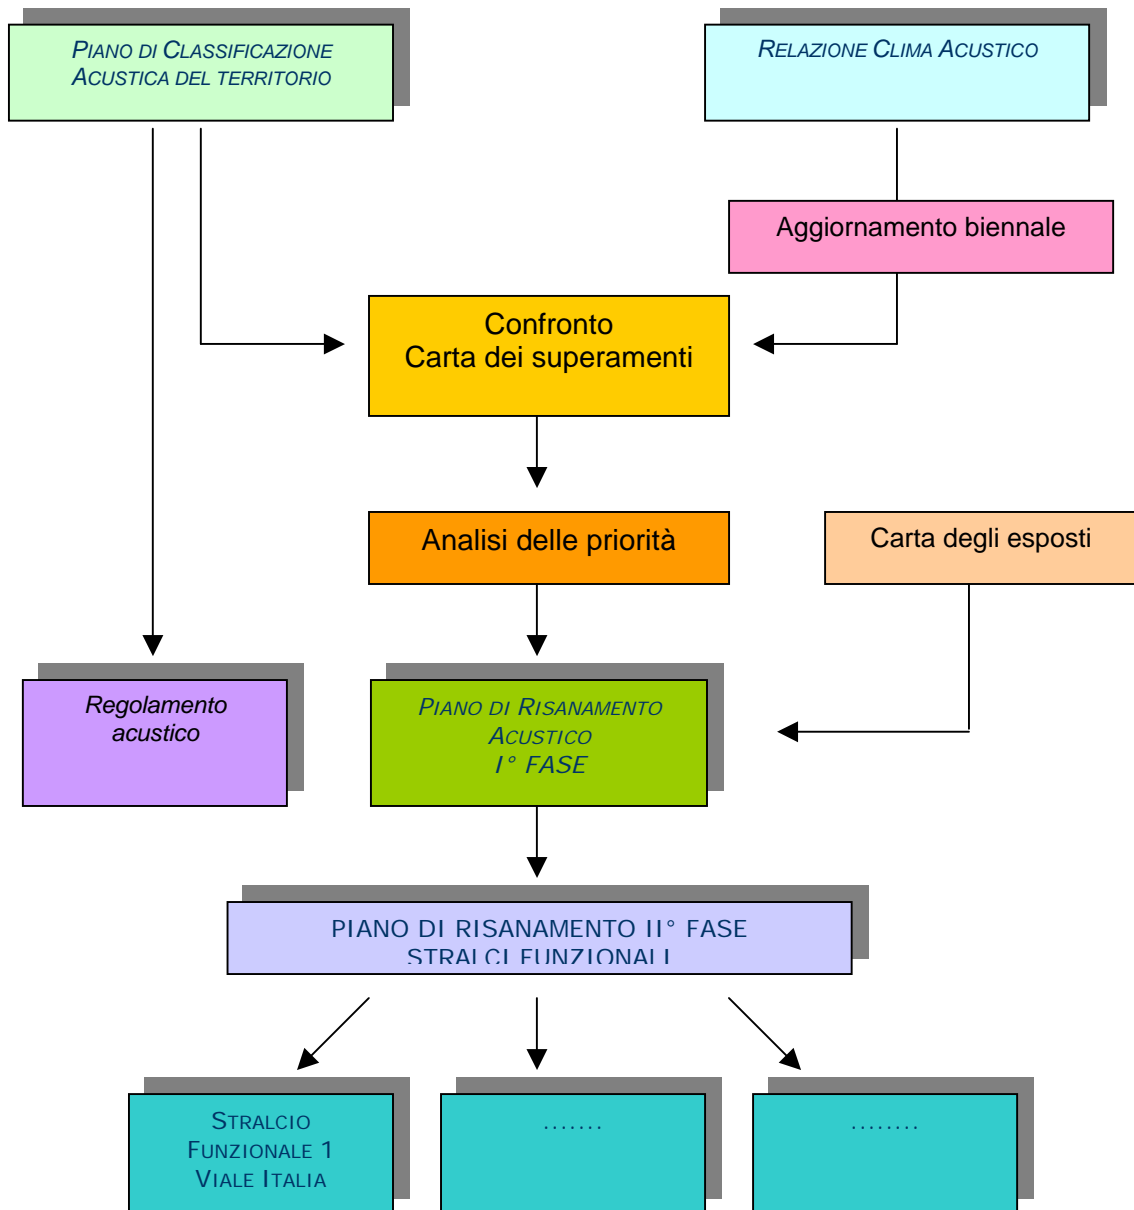 PIANO DI CLASSIFICAZIONE
ACUSTICA DEL TERRITORIO
RELAZIONE CLIMA ACUSTICO
Aggiornamento biennale
Confronto
Carta dei superamenti
Analisi delle priorità
Carta degli esposti
Regolamento
acustico
PIANO DI RISANAMENTO
ACUSTICO
I° FASE
PIANO DI RISANAMENTO II° FASE
STRALCI FUNZIONALI
STRALCIO
FUNZIONALE 1
VIALE ITALIA
.......
........